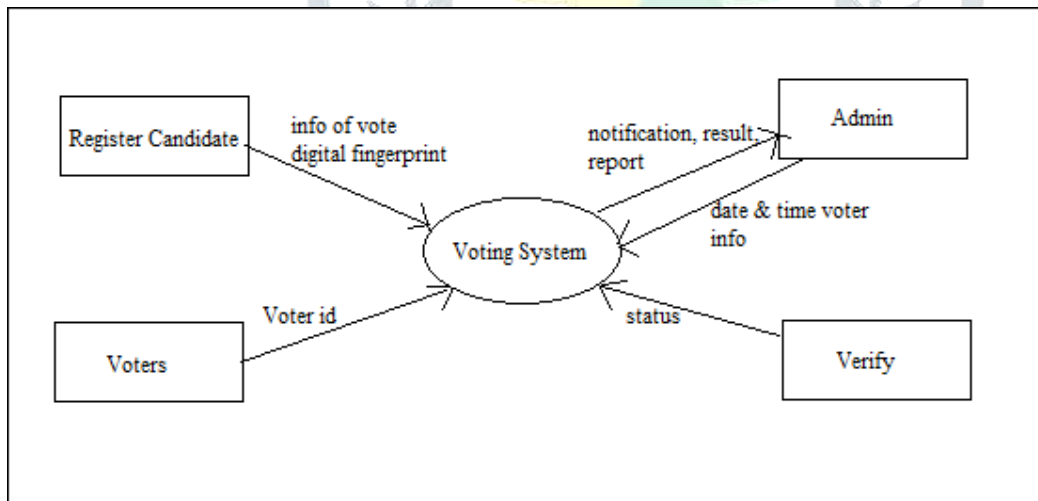 Register Candidate
info of vote
digital fingerprint
notification, result,
report
Admin
date & time voter
info
Voting System
Voter id
status
Voters
Verify